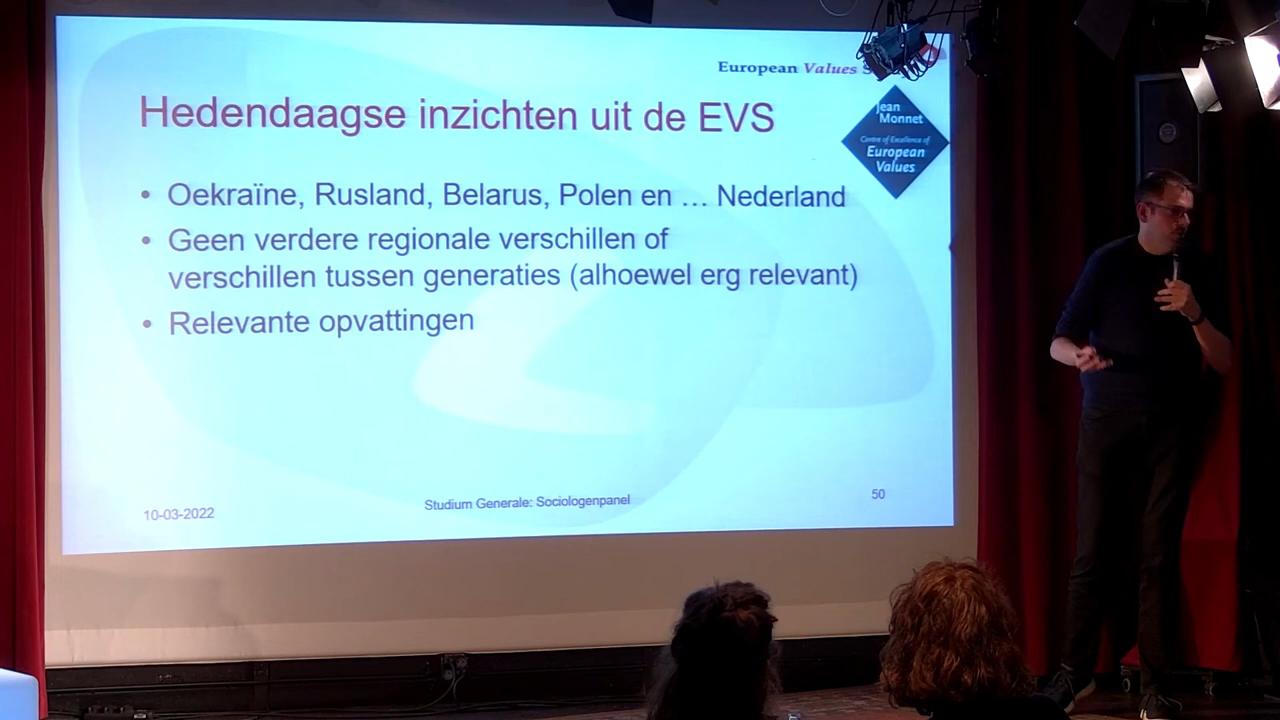 European Values
Hedendaagse inzichten uit de EVS
Jean
Monnet
Centre of Excellence of
European
Values
• Oekraïne, Rusland, Belarus, Polen en … Nederland
• Geen verdere regionale verschillen of
verschillen tussen generaties (alhoewel erg relevant)
• Relevante opvattingen
10-03-2022
Studium Generale: Sociologenpanel
50